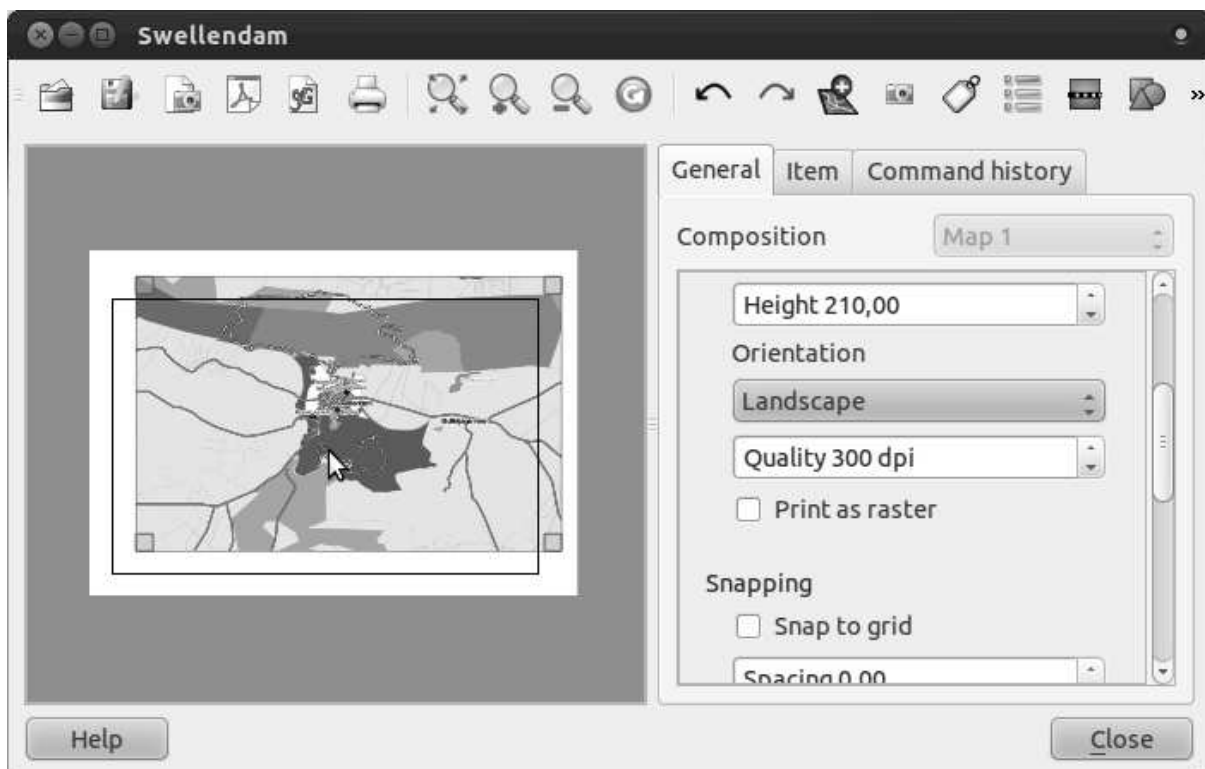 Swellendam
General Item Command history
Composition Map 1
Height 210,00
Orientation
Landscape
Quality 300 dpi
Print as raster
Snapping
Snap to grid
Spacing 0,00
Help Close